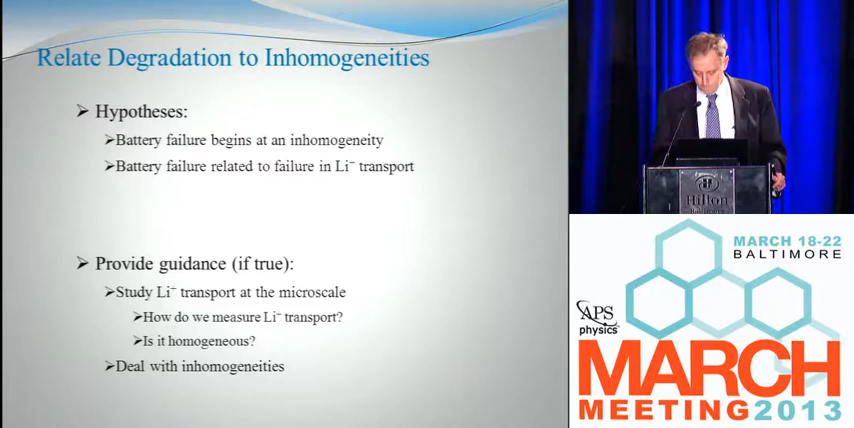 Relate Degradation to Inhomogeneities
➢ Hypotheses:
➢Battery failure begins at an inhomogeneity
➢Battery failure related to failure in Li⁻ transport
➢ Provide guidance (if true):
➢Study Li⁻ transport at the microscale
➢How do we measure Li⁻ transport?
➢Is it homogeneous?
➢Deal with inhomogeneities
Hilton
MARCH 18-22
BALTIMORE
APS
physics
MARCH
MEETING2013